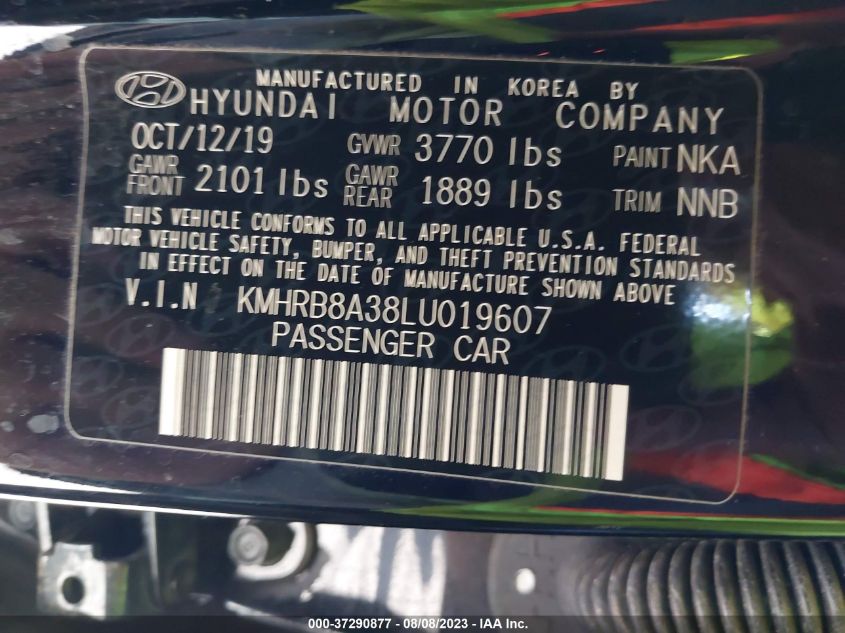 MANUFACTURED IN KOREA BY
HYUNDAI MOTOR COMPANY
OCT/12/19 GVWR 3770 lbs PAINT NKA
GAWR FRONT 2101 lbs GAWR REAR 1889 lbs TRIM NNB
THIS VEHICLE CONFORMS TO ALL APPLICABLE U.S.A. FEDERAL
MOTOR VEHICLE SAFETY, BUMPER, AND THEFT PREVENTION STANDARDS
IN EFFECT ON THE DATE OF MANUFACTURE SHOWN ABOVE
V.I.N KMHRB8A38LU019607
PASSENGER CAR
000-37290877 - 08/08/2023 - IAA Holdings, LLC.